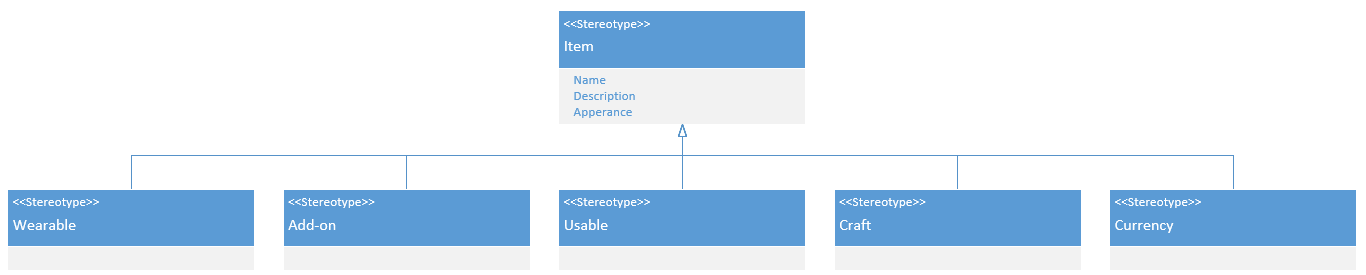 <<Stereotype>>
Item
Name
Description
Apperance
<<Stereotype>>
Wearable
<<Stereotype>>
Add-on
<<Stereotype>>
Usable
<<Stereotype>>
Craft
<<Stereotype>>
Currency